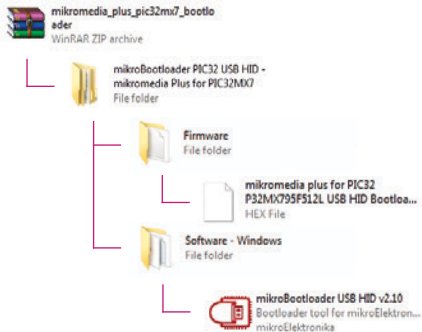 mikromedia_plus_pic32mx7_bootlo
ader
WinRAR ZIP archive
mikroBootloader PIC32 USB HID -
mikromedia Plus for PIC32MX7
File folder
Firmware
File folder
mikromedia plus for PIC32
P32MX795F512L USB HID Bootloa...
HEX File
Software - Windows
File folder
mikroBootloader USB HID v2.10
Bootloader tool for mikroElektron...
mikroElektronika